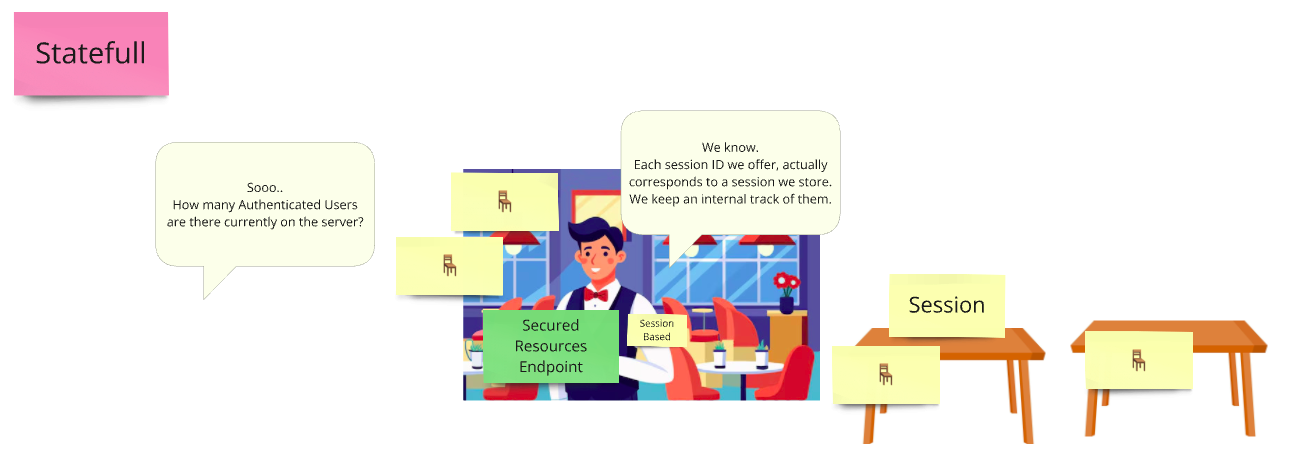 Statefull
Sooo..
How many Authenticated Users
are there currently on the server?
We know.
Each session ID we offer, actually
corresponds to a session we store.
We keep an internal track of them.
Secured
Resources
Endpoint
Session
Based
Session